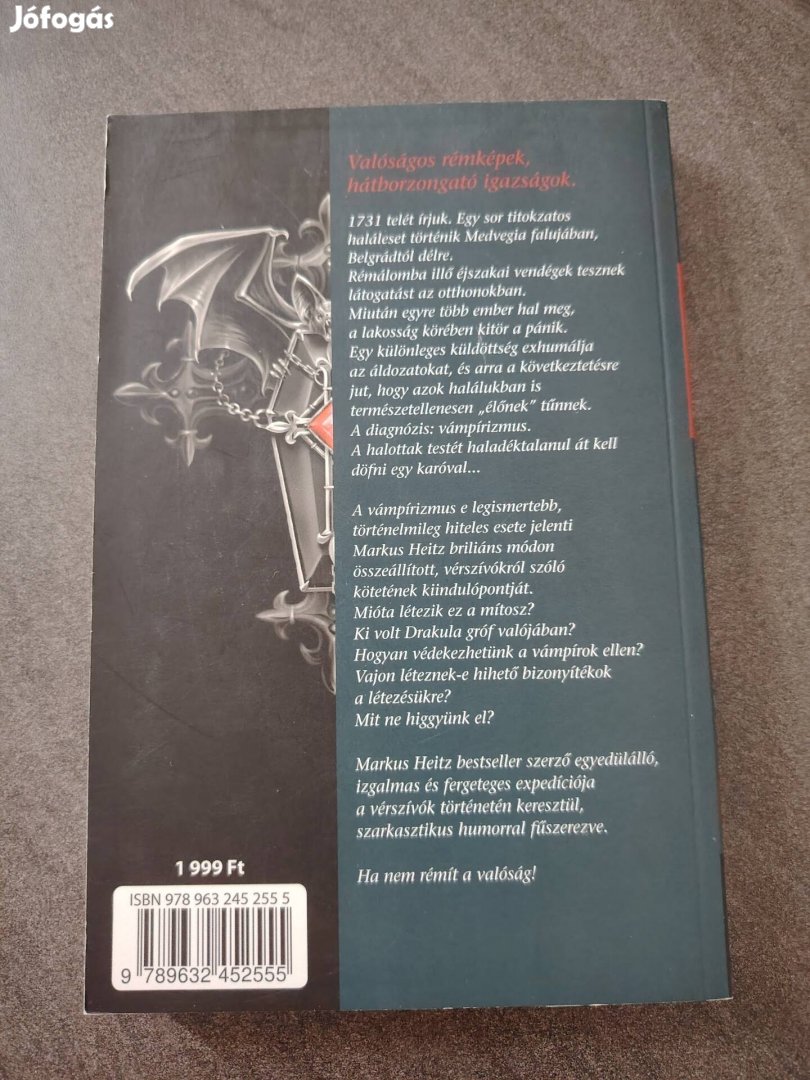 Jófogás
Valóságos rémképek,
hátborzongató igazságok.
1731 telét írjuk. Egy sor titokzatos
haláleset történik Medvegia falujában,
Belgrádtól délre.
Rémálomba illő éjszakai vendégek tesznek
látogatást az otthonokban.
Miután egyre több ember hal meg,
a lakosság körében kitör a pánik.
Egy különleges küldöttség exhumálja
az áldozatokat, és arra a következtetésre
jut, hogy azok halálukban is
természetellenesen „élőnek” tűnnek.
A diagnózis: vámpírizmus.
A halottak testét haladéktalanul át kell
döfni egy karóval...
A vámpírizmus e legismertebb,
történelmileg hiteles esete jelenti
Markus Heitz briliáns módon
összeállított, vérszívókról szóló
kötetének kiindulópontját.
Mióta létezik ez a mítosz?
Ki volt Drakula gróf valójában?
Hogyan védekezhetünk a vámpírok ellen?
Vajon léteznek-e hihető bizonyítékok
a létezésükre?
Mit ne higgyünk el?
Markus Heitz bestseller szerző egyedülálló,
izgalmas és fergeteges expedíciója
a vérszívók történetén keresztül,
szarkasztikus humorral fűszerezve.
Ha nem rémít a valóság!
1 999 Ft
ISBN 978 963 245 255 5
9 789632 452555